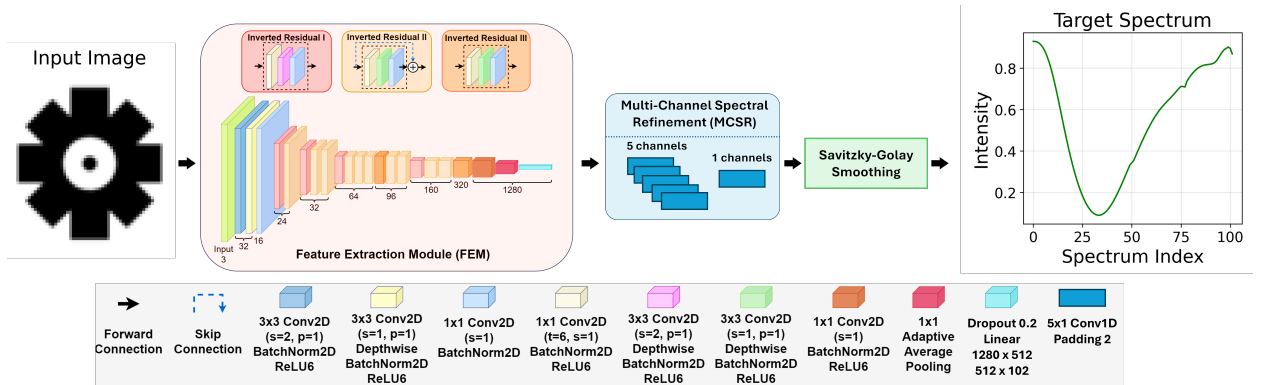 Input Image
Inverted Residual I
Inverted Residual II
Inverted Residual III
Input
3
32
16
24
32
64
96
160
320
1280
Feature Extraction Module (FEM)
Multi-Channel Spectral
Refinement (MCSR)
5 channels
1 channels
Savitzky-Golay
Smoothing
Target Spectrum
Intensity
0.8
0.6
0.4
0.2
0
25
50
75
100
Spectrum Index
Forward
Connection
Skip
Connection
3x3 Conv2D
(s=2, p=1)
BatchNorm2D
ReLU6
3x3 Conv2D
(s=1, p=1)
Depthwise
BatchNorm2D
ReLU6
1x1 Conv2D
(s=1)
BatchNorm2D
1x1 Conv2D
(t=6, s=1)
BatchNorm2D
ReLU6
3x3 Conv2D
(s=2, p=1)
Depthwise
BatchNorm2D
ReLU6
3x3 Conv2D
(s=1, p=1)
Depthwise
BatchNorm2D
ReLU6
1x1 Conv2D
(s=1)
BatchNorm2D
ReLU6
1x1
Adaptive
Average
Pooling
Dropout 0.2
Linear
1280 x 512
512 x 102
5x1 Conv1D
Padding 2